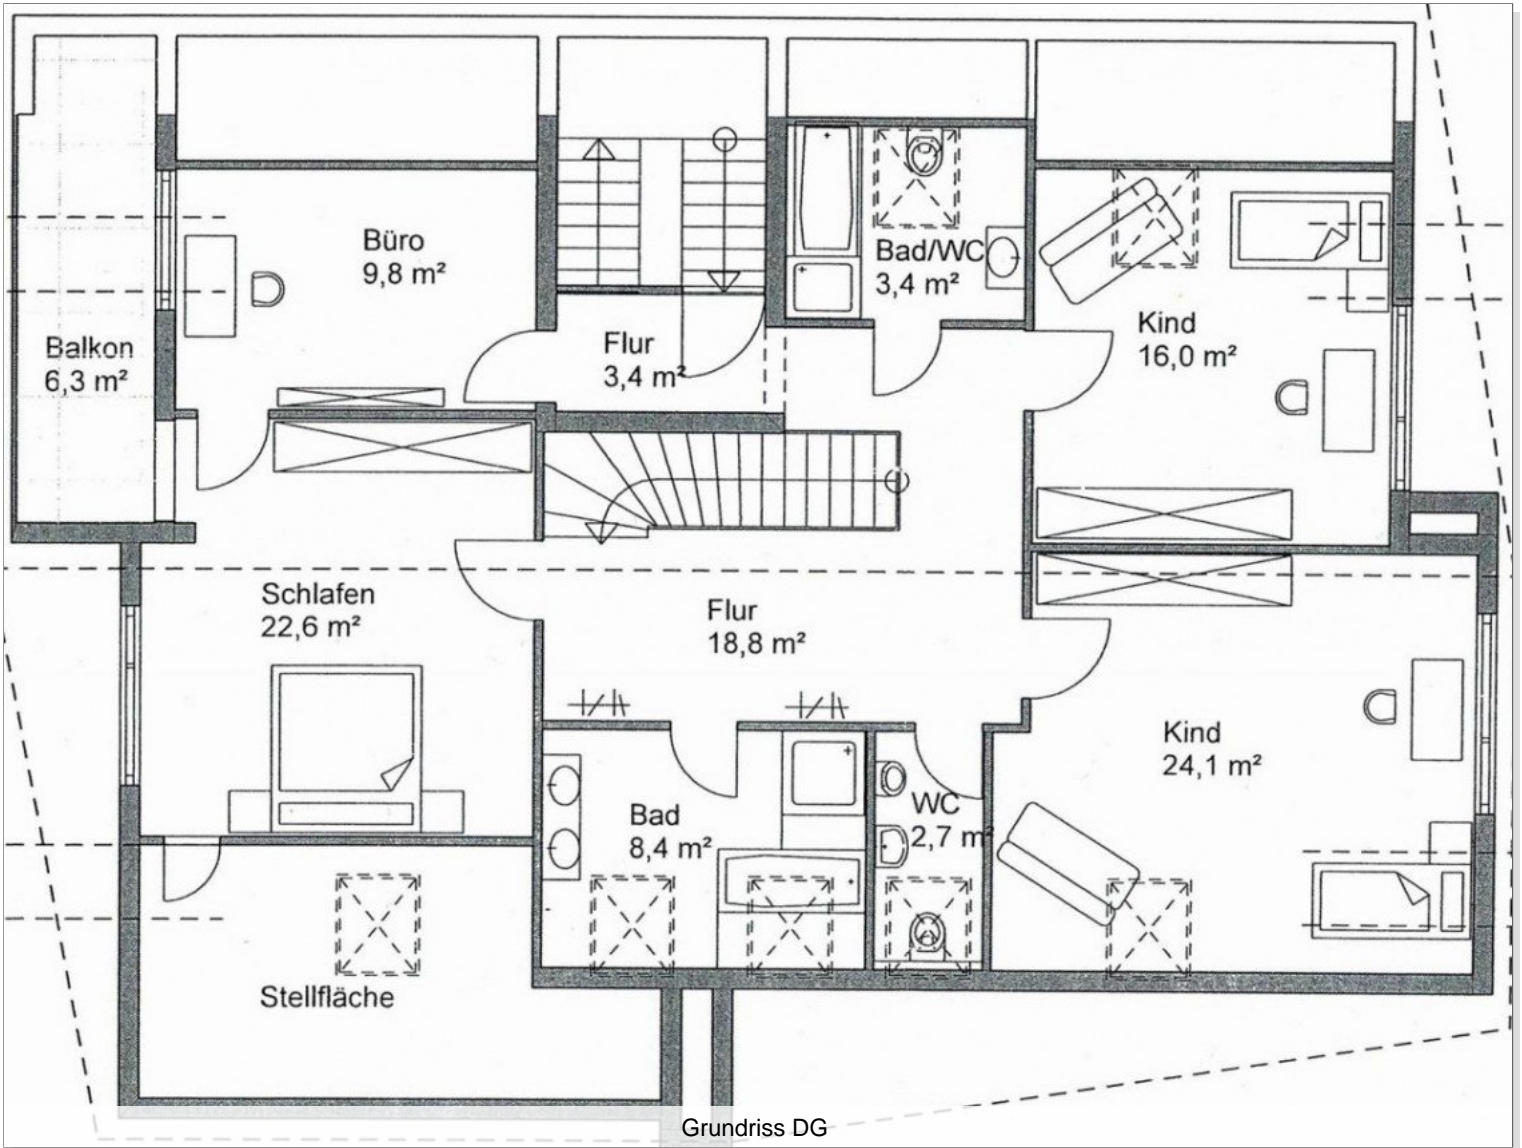 Büro
9,8 m²
Bad/WC
3,4 m²
Kind
16,0 m²
Balkon
6,3 m²
Flur
3,4 m²
Schlafen
22,6 m²
Flur
18,8 m²
Kind
24,1 m²
Bad
8,4 m²
WC
2,7 m²
Stellfläche
Grundriss DG